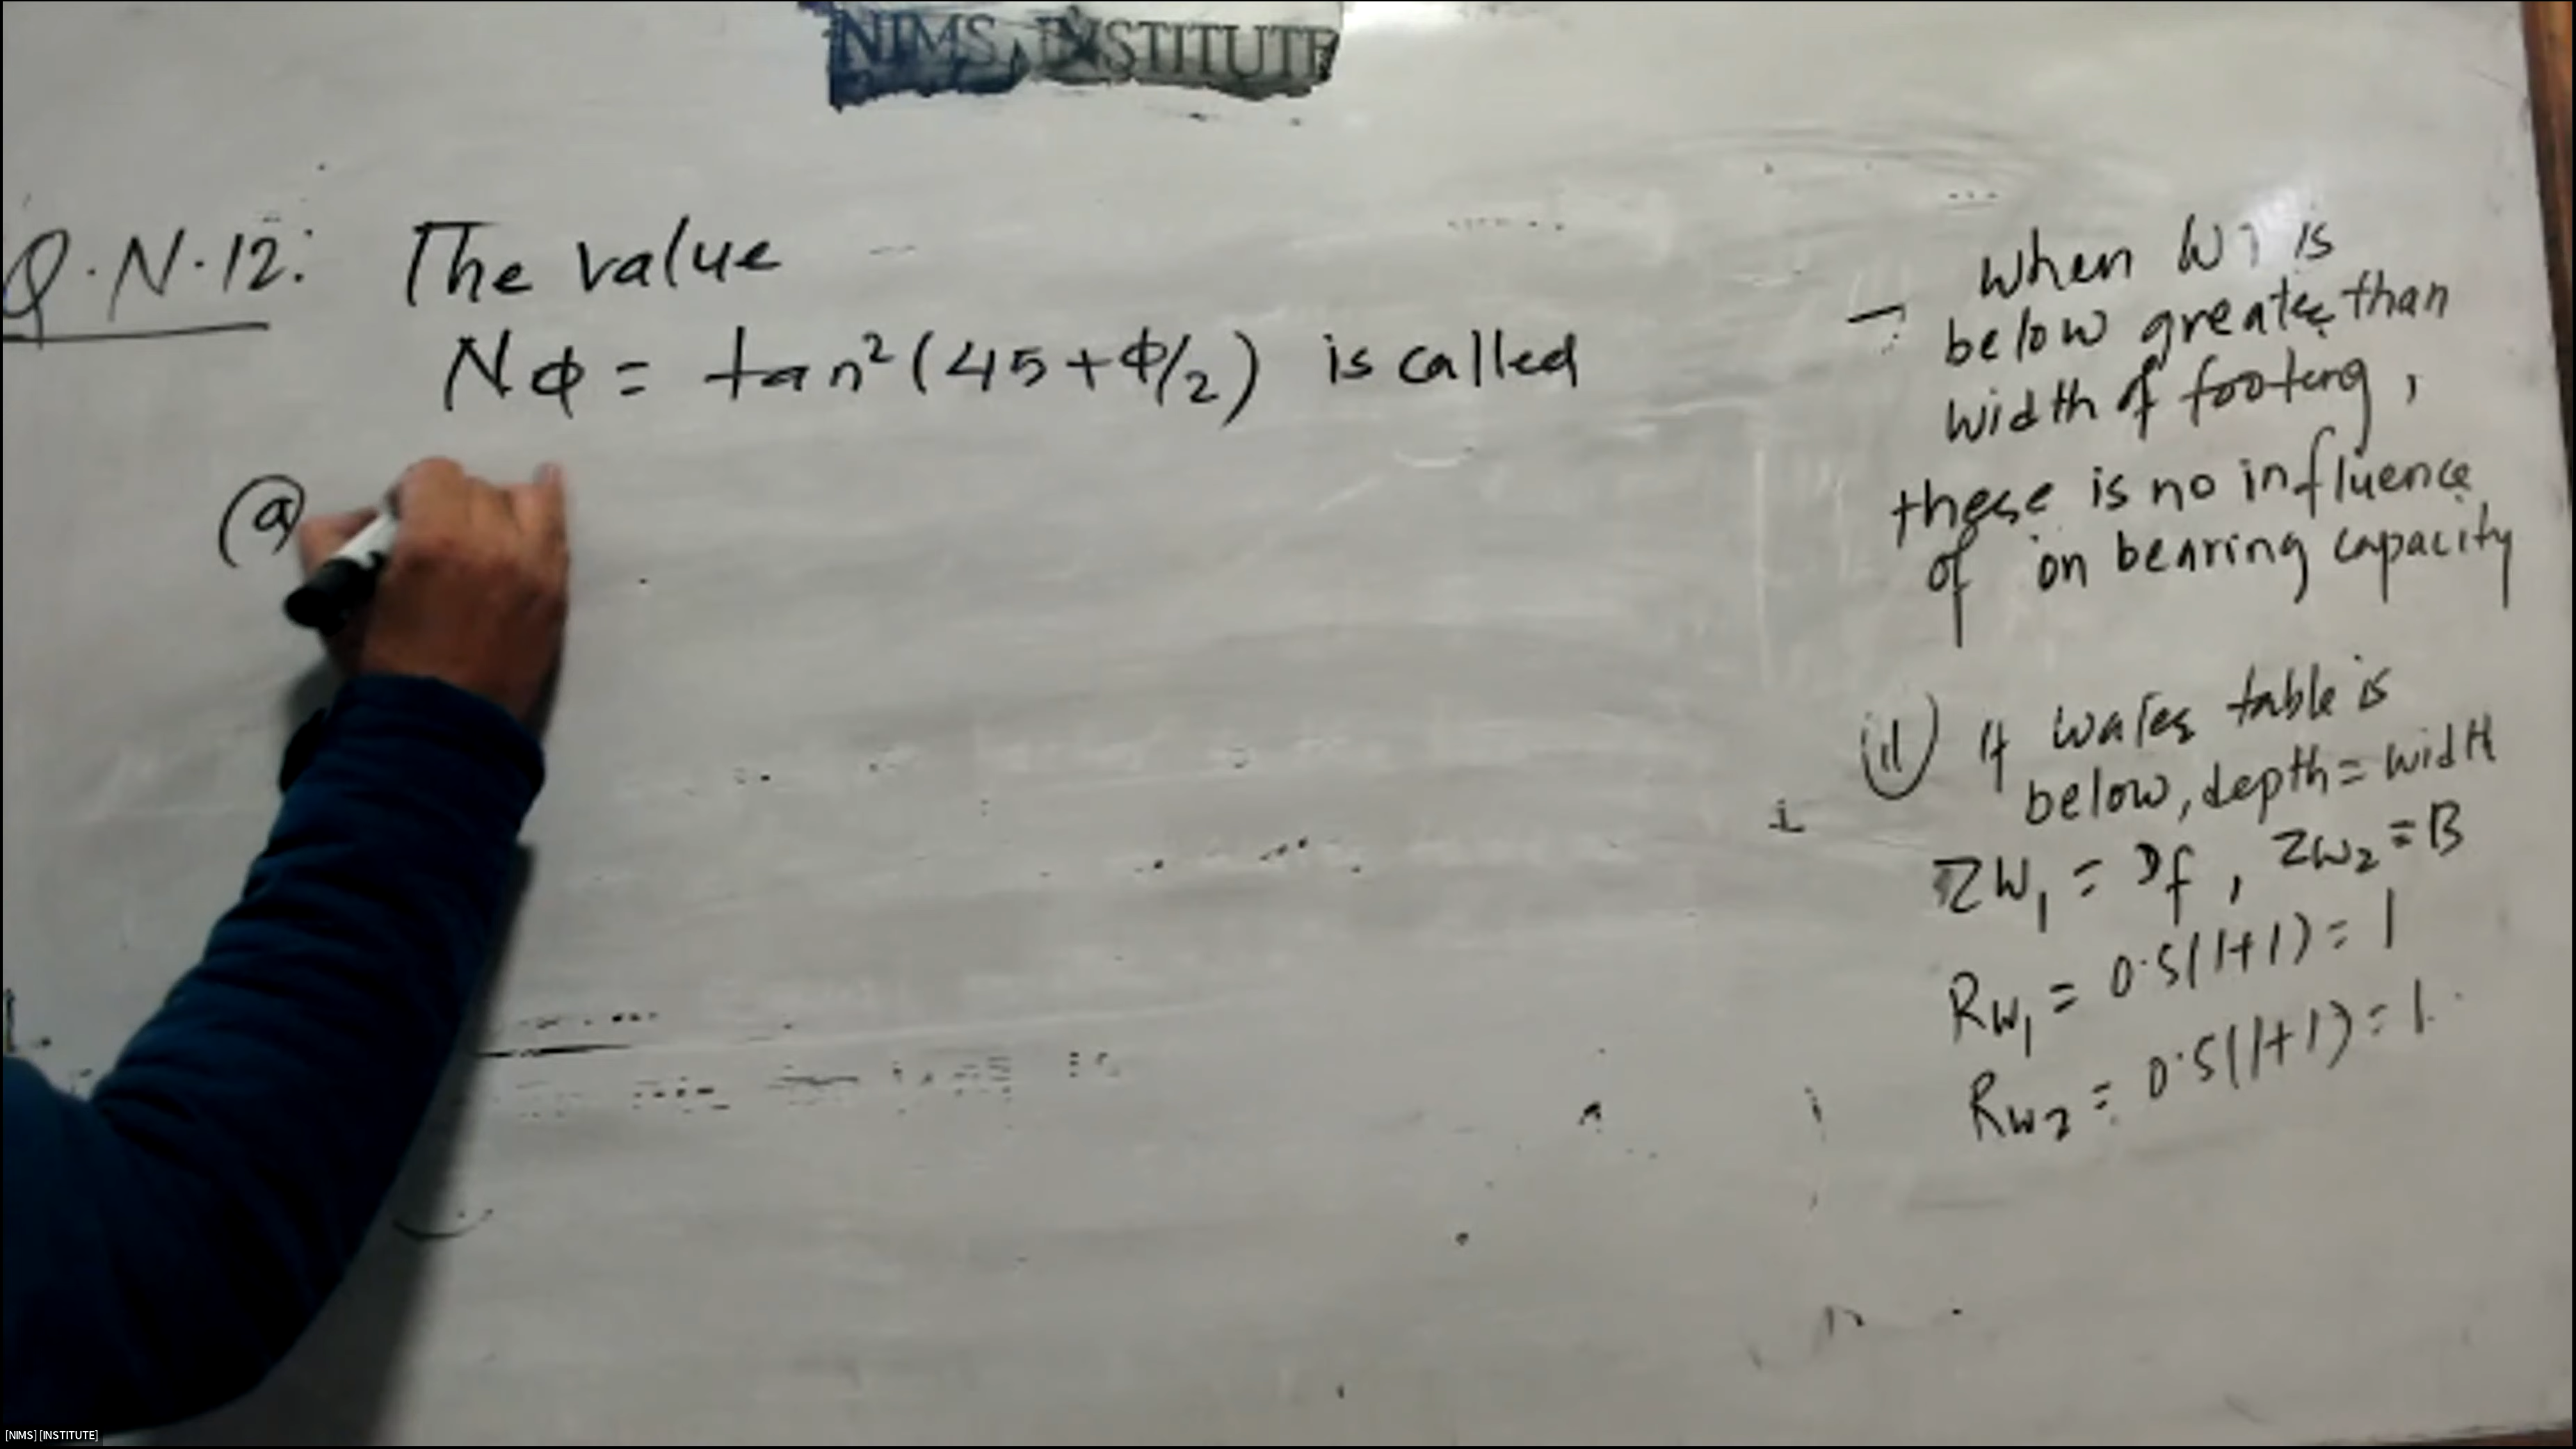 NIMS INSTITUTE
Q.N.12: The value
Nϕ = tan²(45+ϕ/2) is called
(a)
when WT is
below greater than
width of footing,
there is no influence
of on bearing capacity
(ii) If water table is
below, depth = width
ZW₁ = Df, ZW₂ = B
RW₁ = 0.5(1+1) = 1
RW₂ = 0.5(1+1) = 1.
[NIMS] [INSTITUTE]